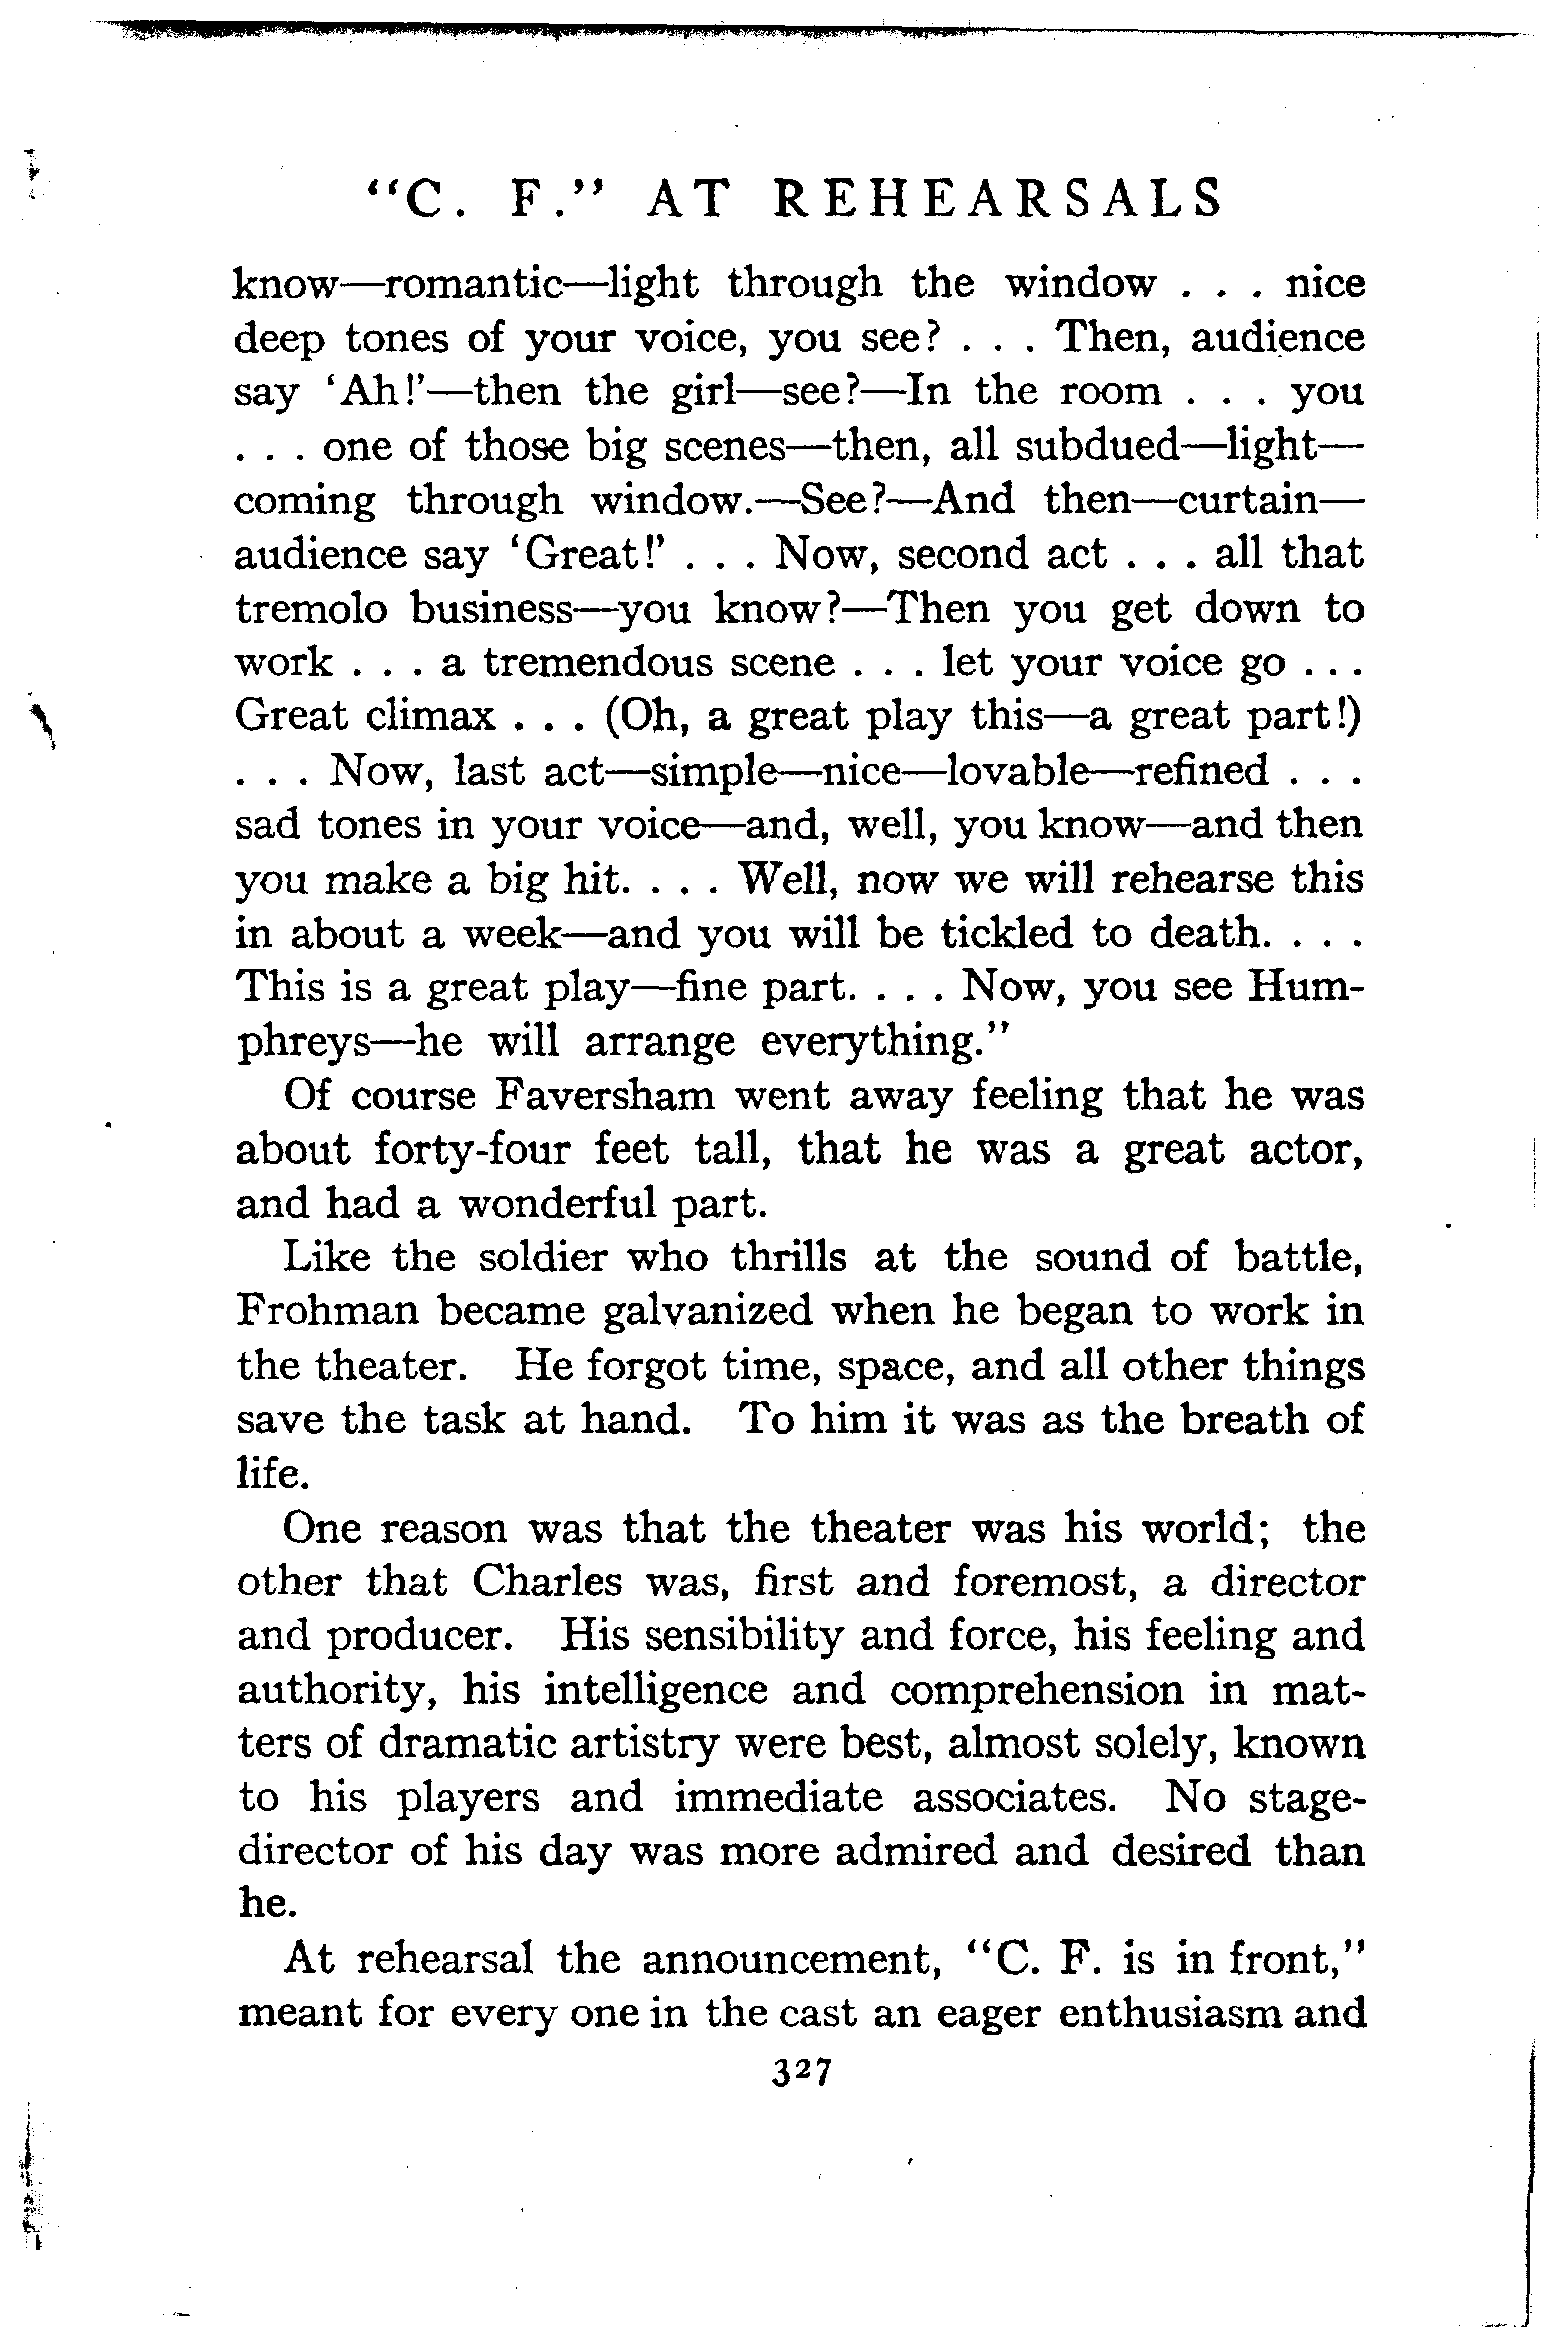 "C. F." AT REHEARSALS
know—romantic—light through the window . . . nice
deep tones of your voice, you see? . . . Then, audience
say 'Ah!'—then the girl—see?—In the room . . . you
. . . one of those big scenes—then, all subdued—light—
coming through window.—See?—And then—curtain—
audience say 'Great!' . . . Now, second act . . . all that
tremolo business—you know?—Then you get down to
work . . . a tremendous scene . . . let your voice go . . .
Great climax . . . (Oh, a great play this—a great part!)
. . . Now, last act—simple—nice—lovable—refined . . .
sad tones in your voice—and, well, you know—and then
you make a big hit. . . . Well, now we will rehearse this
in about a week—and you will be tickled to death. . . .
This is a great play—fine part. . . . Now, you see Hum-
phreys—he will arrange everything."
Of course Faversham went away feeling that he was
about forty-four feet tall, that he was a great actor,
and had a wonderful part.
Like the soldier who thrills at the sound of battle,
Frohman became galvanized when he began to work in
the theater. He forgot time, space, and all other things
save the task at hand. To him it was as the breath of
life.
One reason was that the theater was his world; the
other that Charles was, first and foremost, a director
and producer. His sensibility and force, his feeling and
authority, his intelligence and comprehension in mat-
ters of dramatic artistry were best, almost solely, known
to his players and immediate associates. No stage-
director of his day was more admired and desired than
he.
At rehearsal the announcement, "C. F. is in front,"
meant for every one in the cast an eager enthusiasm and
327